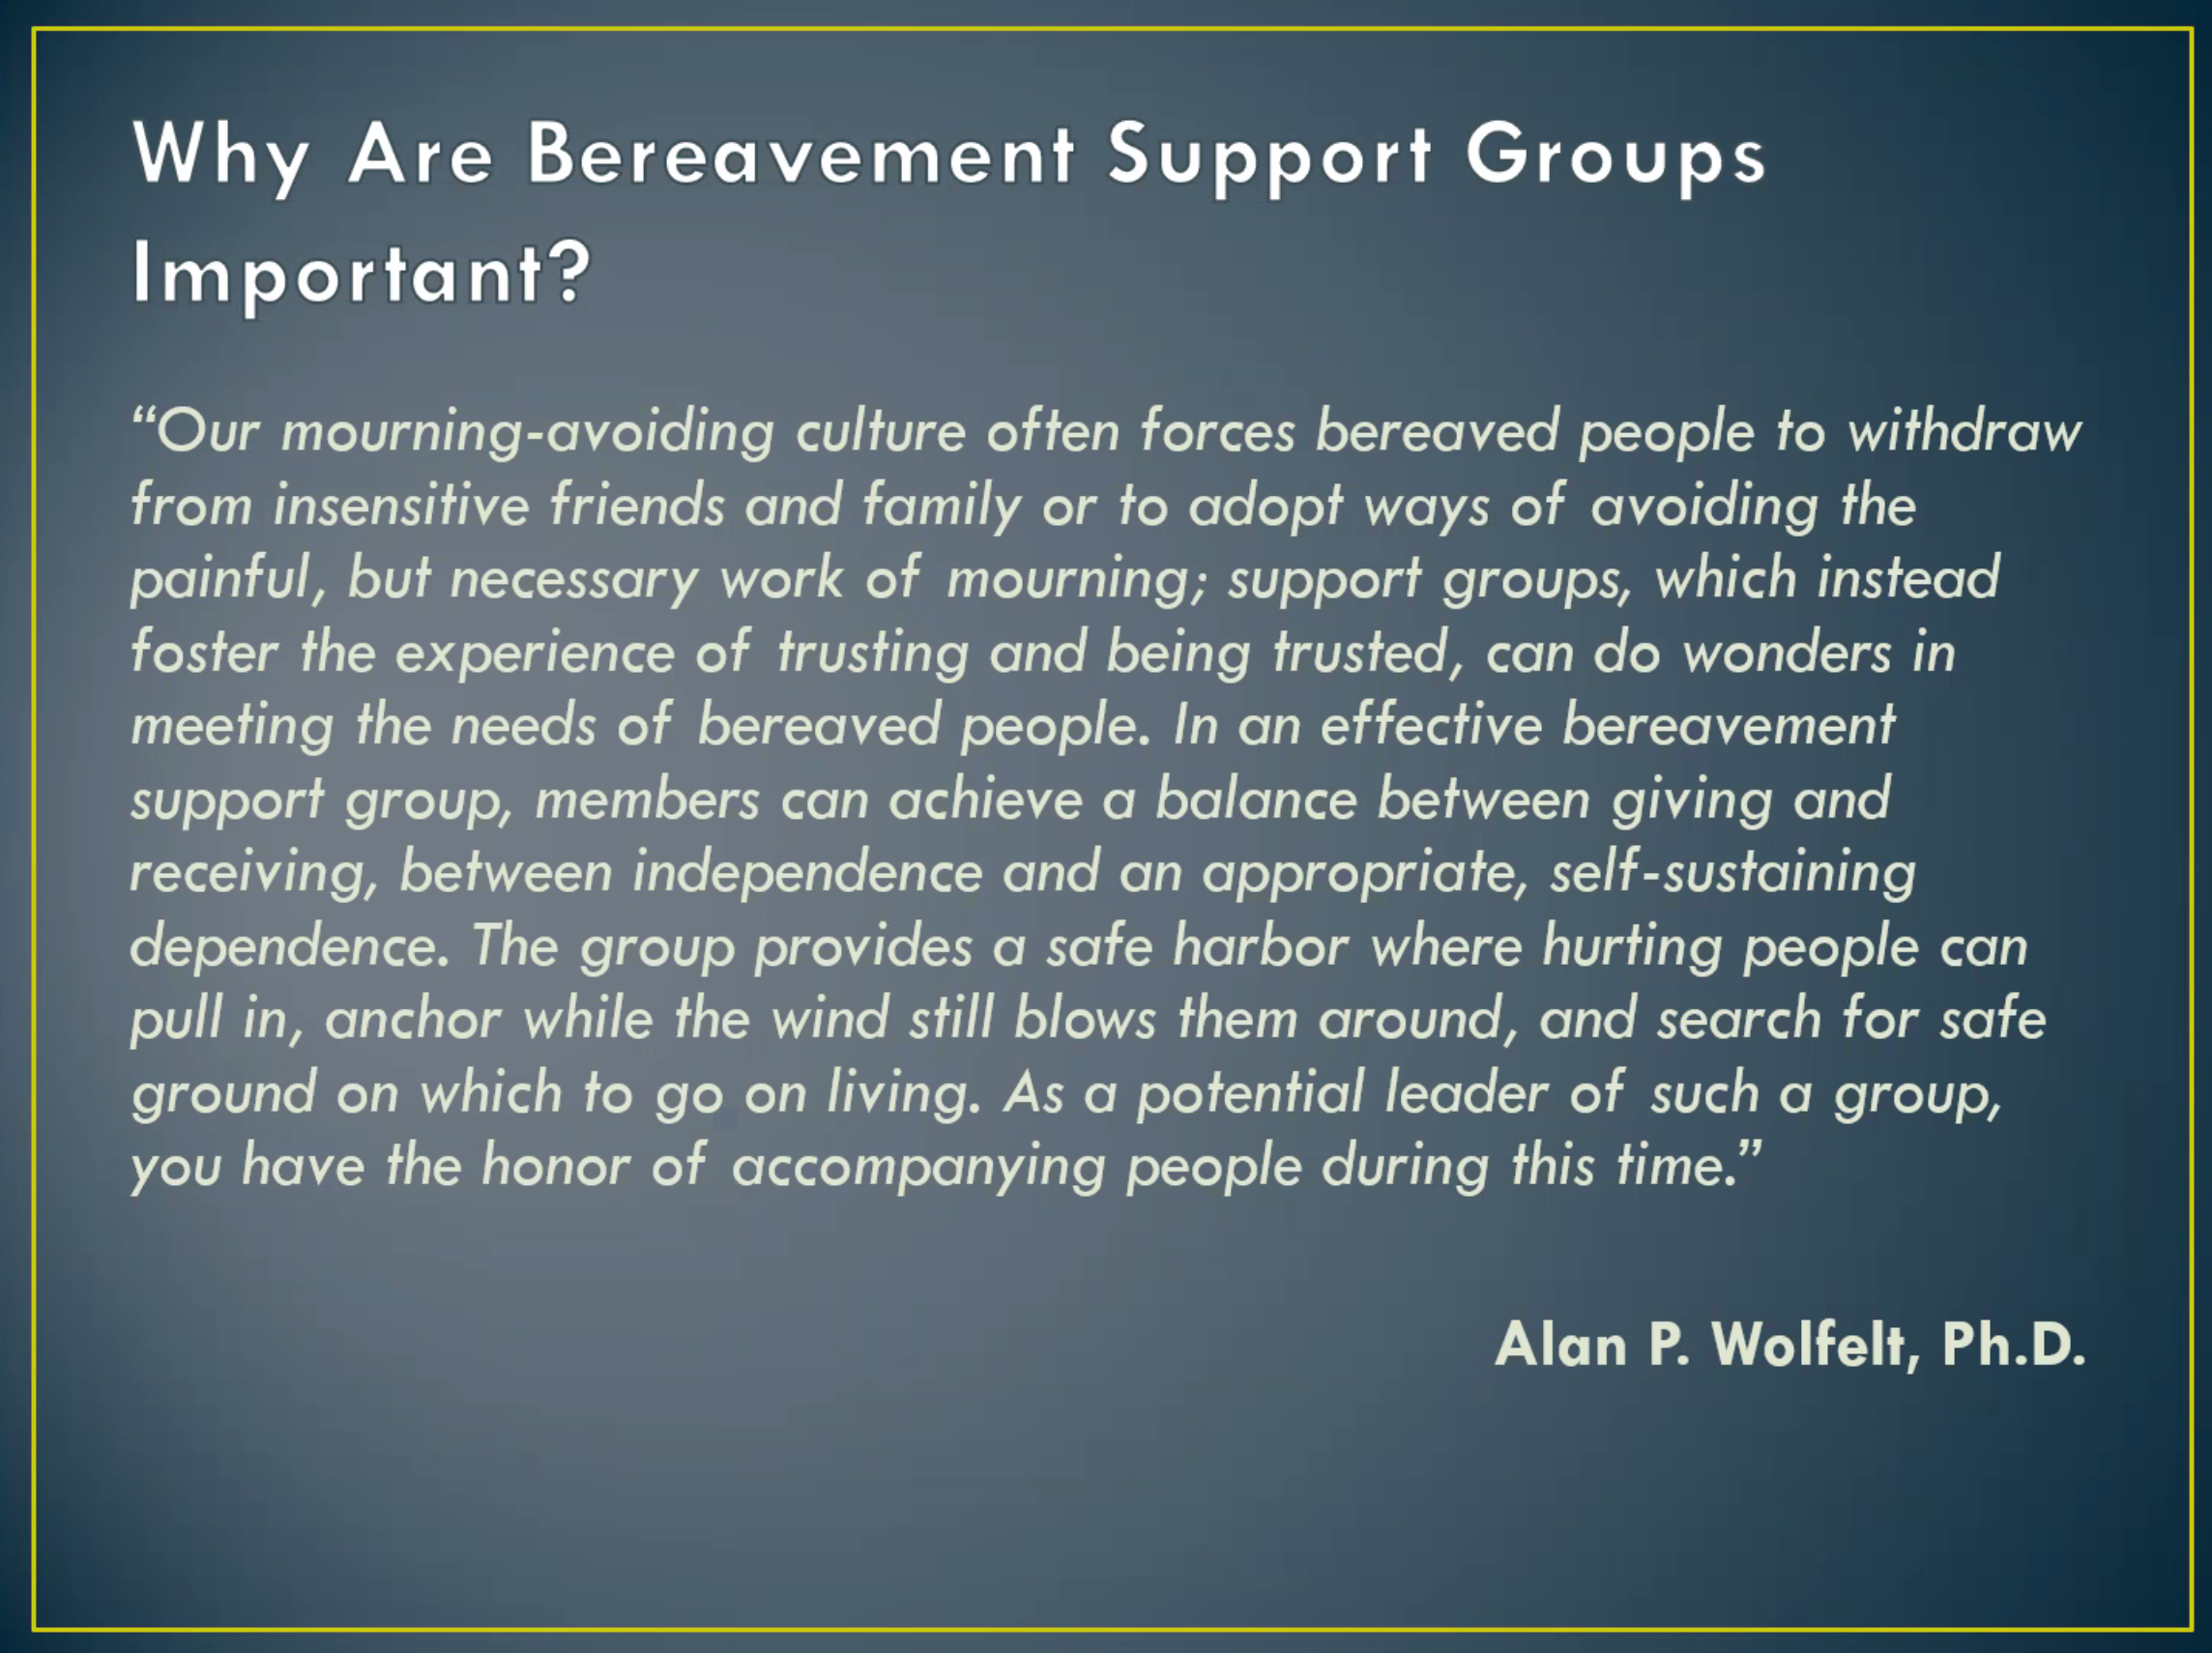 Why Are Bereavement Support Groups
Important?
“Our mourning-avoiding culture often forces bereaved people to withdraw
from insensitive friends and family or to adopt ways of avoiding the
painful, but necessary work of mourning; support groups, which instead
foster the experience of trusting and being trusted, can do wonders in
meeting the needs of bereaved people. In an effective bereavement
support group, members can achieve a balance between giving and
receiving, between independence and an appropriate, self-sustaining
dependence. The group provides a safe harbor where hurting people can
pull in, anchor while the wind still blows them around, and search for safe
ground on which to go on living. As a potential leader of such a group,
you have the honor of accompanying people during this time.”
Alan P. Wolfelt, Ph.D.